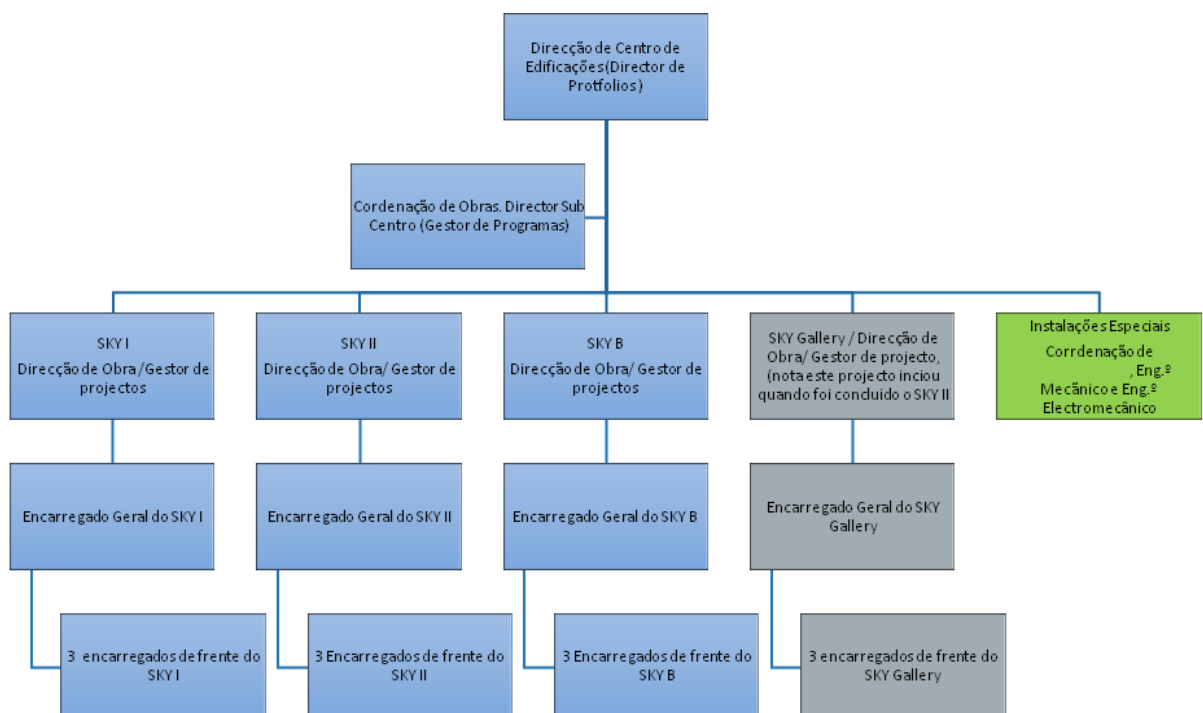 Direcção de Centro de
Edificações (Director de
Protfolios )
Cordenação de Obras. Director Sub
Centro (Gestor de Programas)
SKY I
Direcção de Obra /Gestor de
projectos
SKY II
Direcção de Obra/ Gestor de
projectos
SKY B
Direcção de Obra/ Gestor de
projectos
SKY Gallery / Direcção de
Obra/ Gestor de projecto,
(nota este projecto inciou
quando foi concluido o SKY II
Instalações Especiais
Corrdenação de
, Eng.º
Mecânico e Eng.º
Electromecânico
Encarregado Geral do SKY I
Encarregado Geral do SKY II
Encarregado Geral do SKY B
Encarregado Geral do SKY
Gallery
3 encarregados de frente do
SKY I
3 Encarregados de frente do
SKY II
3 Encarregados de frente do
SKY B
3 encarregados de frente do
SKY Gallery